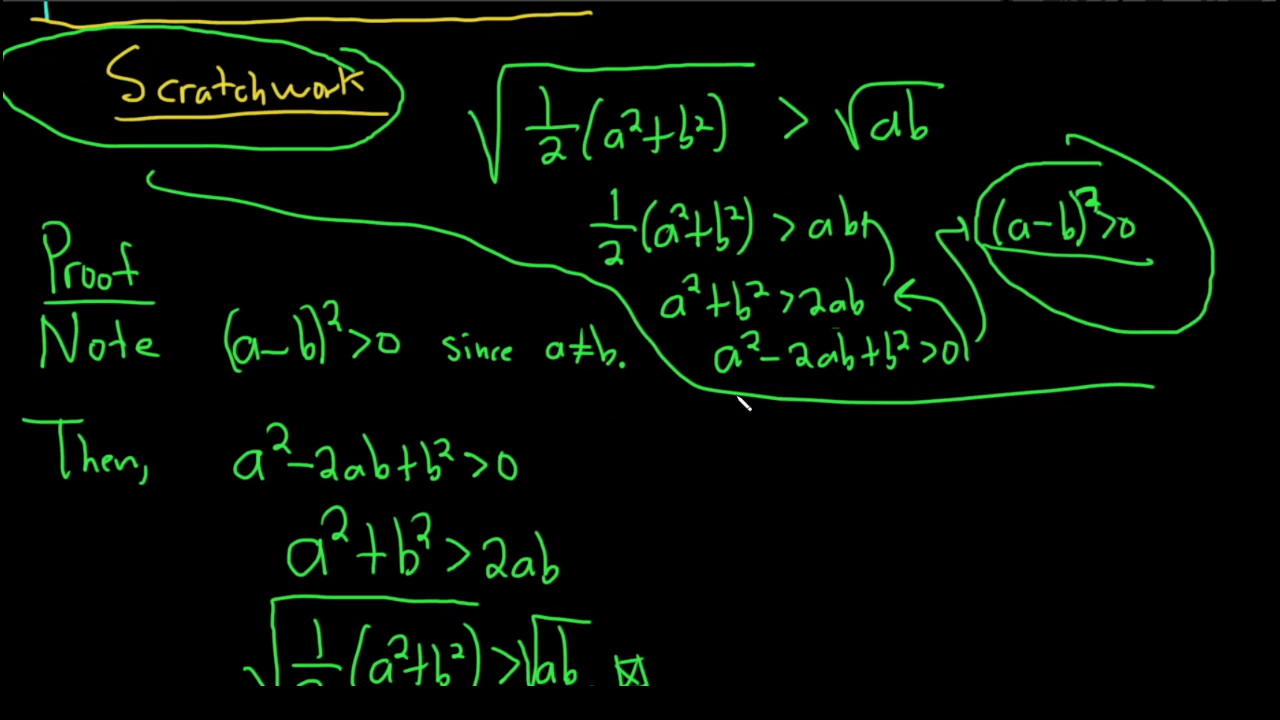 Scratchwork
√(1/2(a²+b²)) > √ab
1/2(a²+b²) > ab
(a-b)²>0
a²+b²>2ab
a²-2ab+b²>0
Proof
Note (a-b)²>0 since a≠b.
Then, a²-2ab+b²>0
a²+b²>2ab
√(1/2(a²+b²)) > √ab